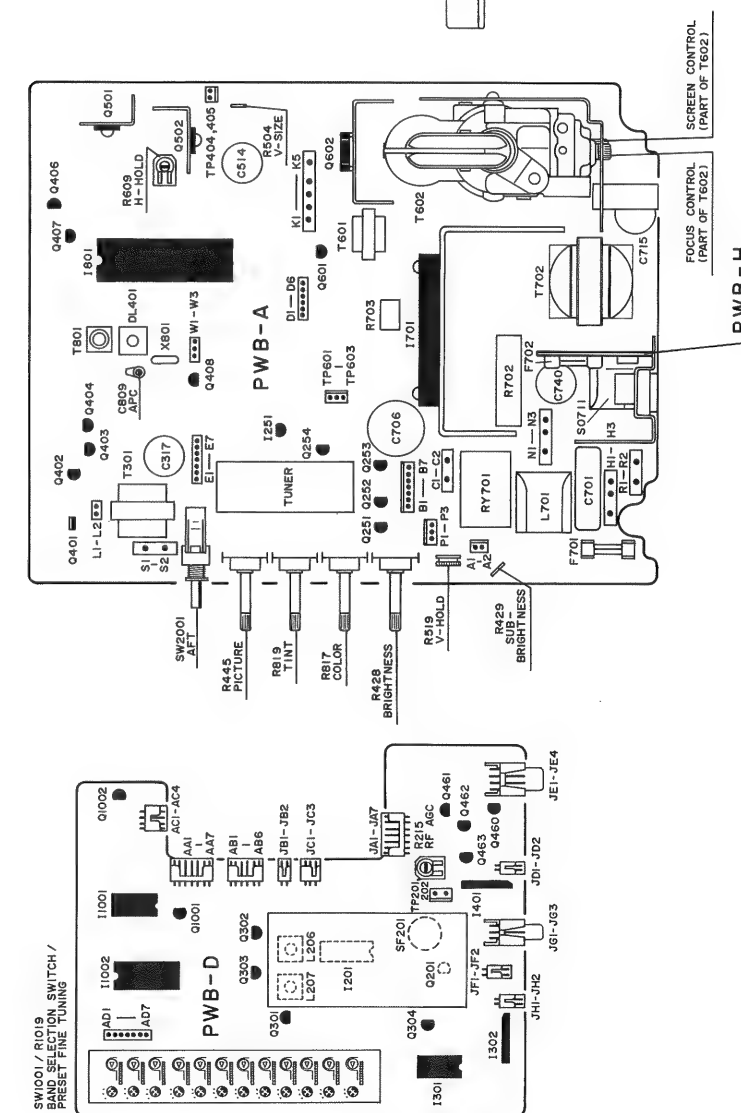 Q501
Q502
Q406
R609
H-HOLD
TP404,405
R504
V-SIZE
C514
Q407
I801
K1—K5
Q602
SCREEN CONTROL
(PART OF T602)
FOCUS CONTROL
(PART OF T602)
T602
T601
Q601
D1—D6
T801
DL401
X801
W1-W3
C809
APC
Q408
PWB-A
R703
I701
T702
C715
PWB-H
Q404
Q403
Q402
T301
C317
E1—E7
I251
Q254
TUNER
TP601
|
TP603
C706
R702
F702
C740
SO711
H3
Q253
Q252
Q251
B1—B7
C1-C2
N1—N3
RY701
L701
C701
H1-
R1-R2
P1-P3
A1
|
A2
F701
Q401
L1-L2
S1
|
S2
SW2001
AFT
R445
PICTURE
R819
TINT
R817
COLOR
R428
BRIGHTNESS
R519
V-HOLD
R429
SUB-
BRIGHTNESS
Q1002
AC1-AC4
AA1
|
AA7
AB1
|
AB6
JB1-JB2
JC1-JC3
JA1-JA7
R215
RF AGC
Q461
Q462
Q460
Q463
JE1-JE4
TP201
202
I401
JD1-JD2
I1001
Q1001
I1002
AD1
|
AD7
PWB-D
Q302
Q303
Q301
L206
L207
I201
SF201
Q201
Q304
JG1-JG3
JF1-JF2
JH1-JH2
I302
I301
SW1001 / R1019
BAND SELECTION SWITCH /
PRESET FINE TUNING